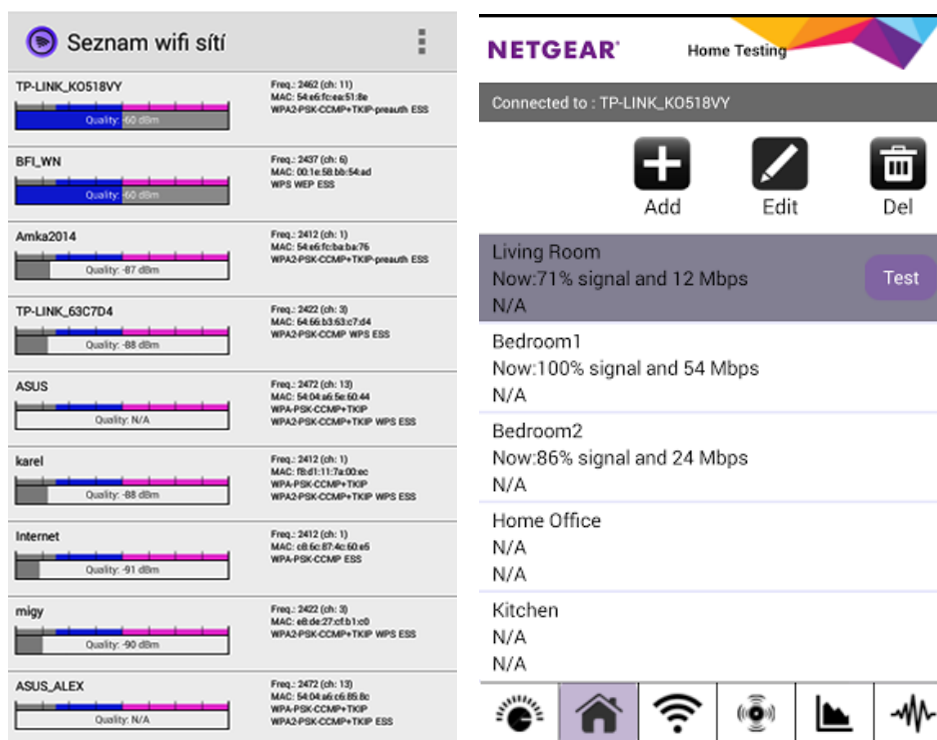 Seznam wifi sítí
TP-LINK_KO518VY
Quality: -60 dBm
Freq.: 2462 (ch: 11)
MAC: 54:e6:fc:ea:51:8e
WPA2-PSK-CCMP+TKIP-preauth ESS
BFI_WN
Quality: -60 dBm
Freq.: 2437 (ch: 6)
MAC: 00:1e:58:bb:54:ad
WPS WEP ESS
Amka2014
Quality: -87 dBm
Freq.: 2412 (ch: 1)
MAC: 54:e6:fc:ba:ba:76
WPA2-PSK-CCMP+TKIP-preauth ESS
TP-LINK_63C7D4
Quality: -88 dBm
Freq.: 2422 (ch: 3)
MAC: 64:66:b3:63:c7:d4
WPA2-PSK-CCMP WPS ESS
ASUS
Quality: N/A
Freq.: 2472 (ch: 13)
MAC: 54:04:a6:5e:60:44
WPA-PSK-CCMP+TKIP
WPA2-PSK-CCMP+TKIP WPS ESS
karel
Quality: -88 dBm
Freq.: 2412 (ch: 1)
MAC: f8:d1:11:7a:00:ec
WPA-PSK-CCMP+TKIP
WPA2-PSK-CCMP+TKIP WPS ESS
Internet
Quality: -91 dBm
Freq.: 2412 (ch: 1)
MAC: c8:6c:87:4c:60:e5
WPA-PSK-CCMP ESS
migy
Quality: -90 dBm
Freq.: 2422 (ch: 3)
MAC: e8:de:27:cf:b1:c0
WPA2-PSK-CCMP+TKIP WPS ESS
ASUS_ALEX
Quality: N/A
Freq.: 2472 (ch: 13)
MAC: 54:04:a6:c6:85:8c
WPA-PSK-CCMP+TKIP
WPA2-PSK-CCMP+TKIP ESS
NETGEAR
Home Testing
Connected to : TP-LINK_KO518VY
Add
Edit
Del
Living Room
Now:71% signal and 12 Mbps
N/A
Test
Bedroom1
Now:100% signal and 54 Mbps
N/A
Bedroom2
Now:86% signal and 24 Mbps
N/A
Home Office
N/A
N/A
Kitchen
N/A
N/A